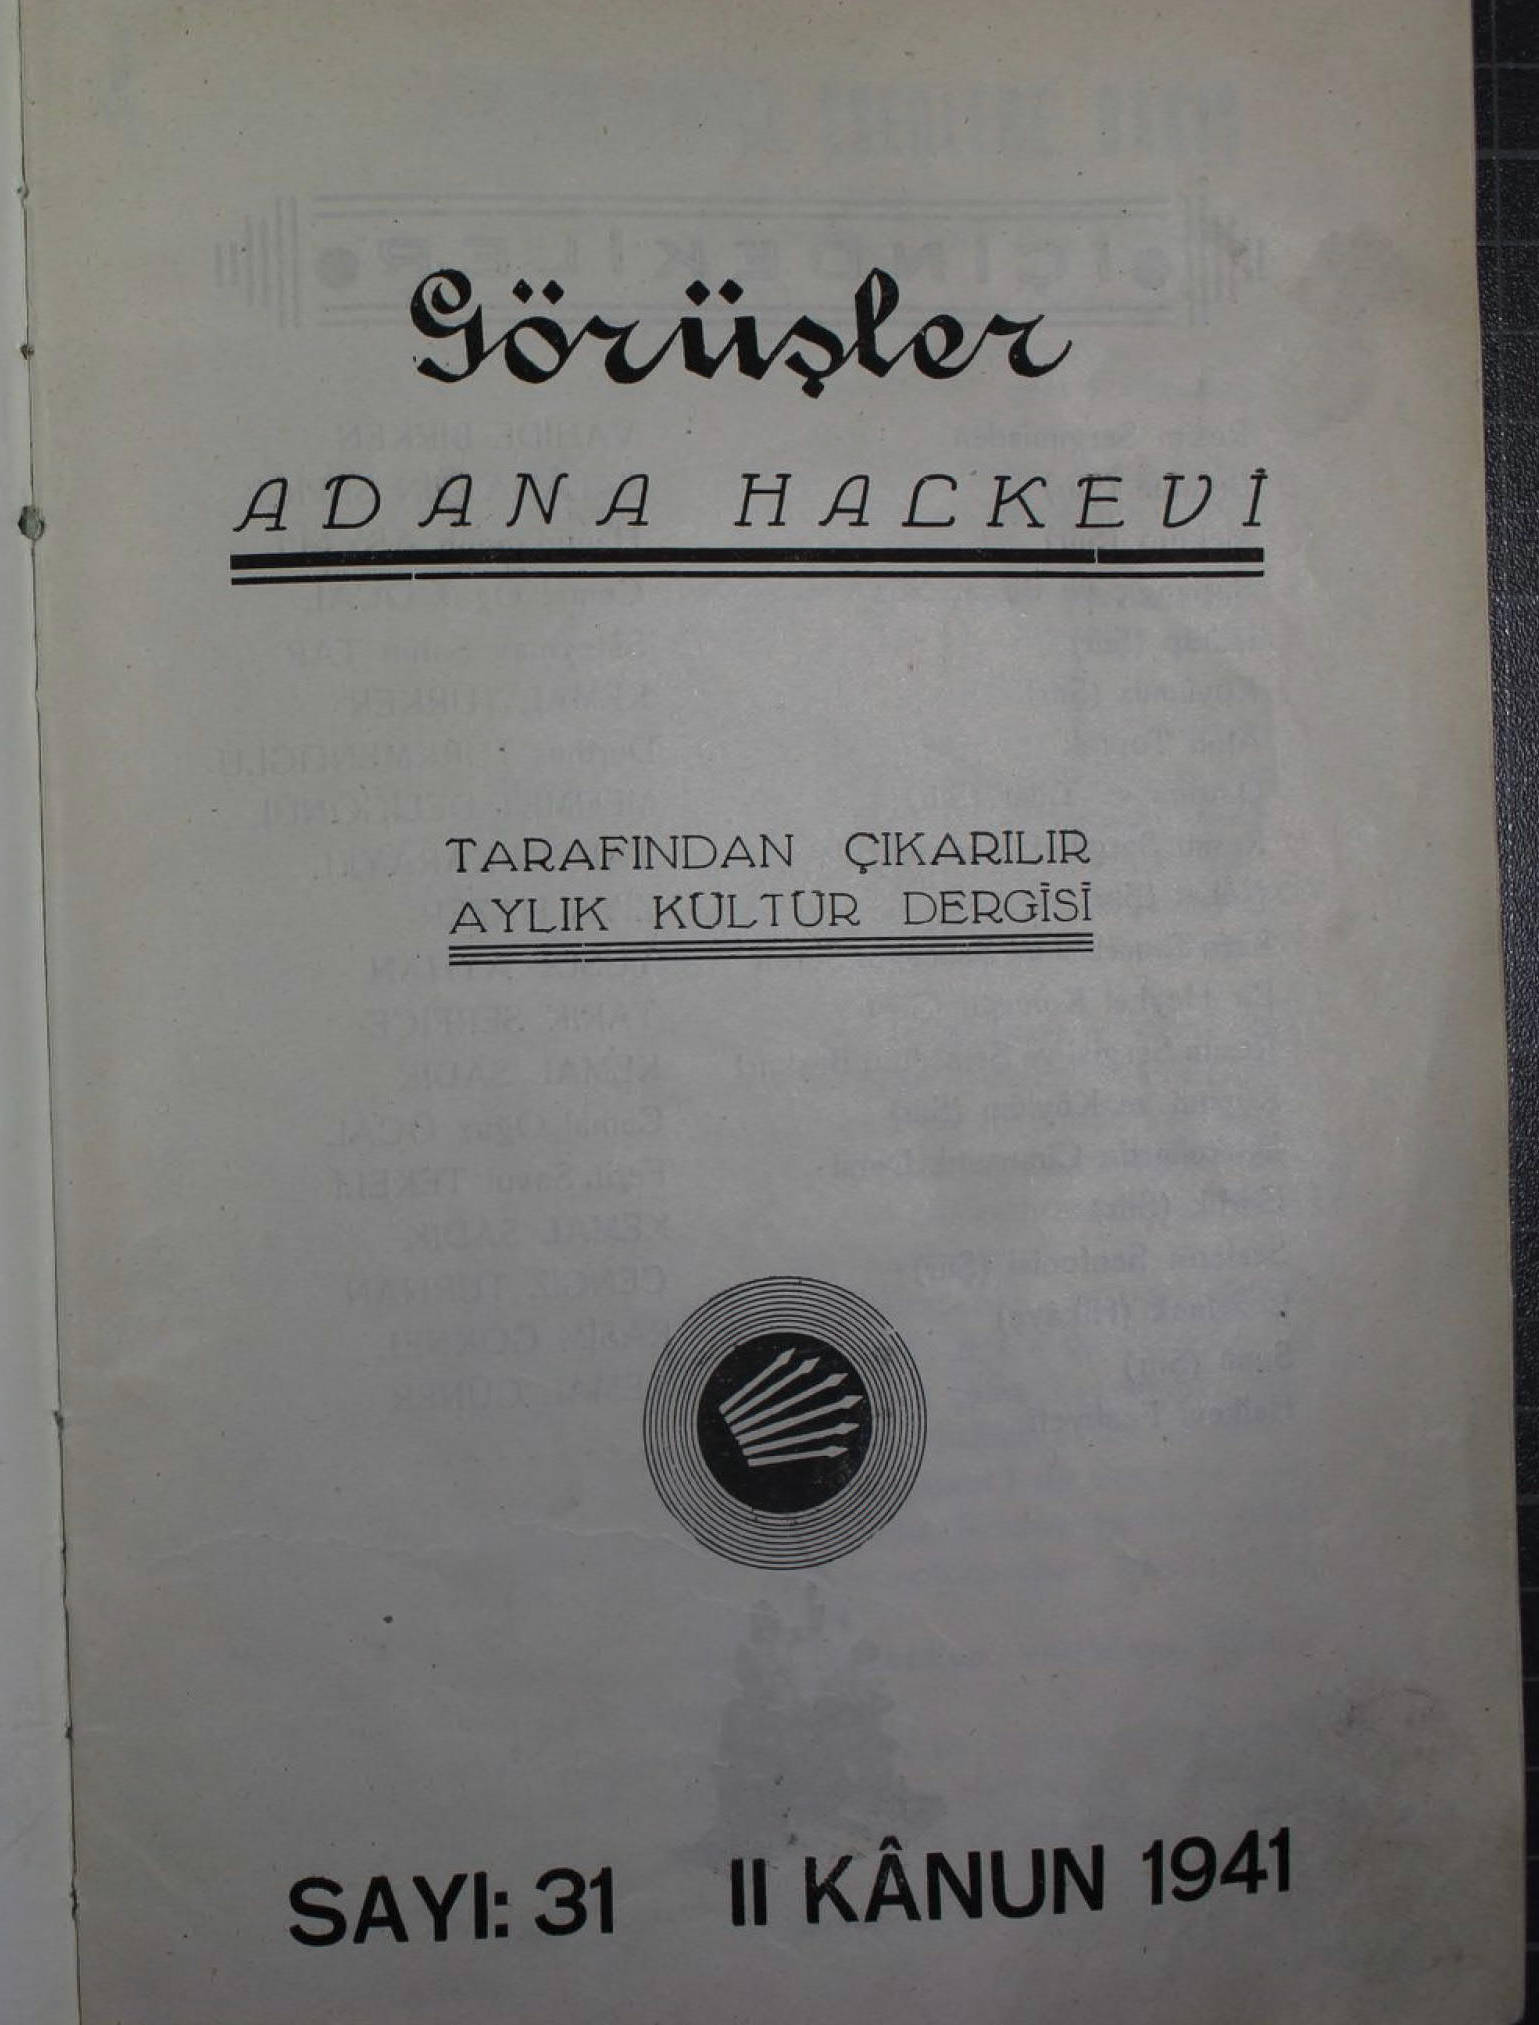 Görüşler
ADANA HALKEVİ
TARAFINDAN ÇIKARILIR
AYLIK KÜLTÜR DERGİSİ
SAYI: 31 II KÂNUN 1941